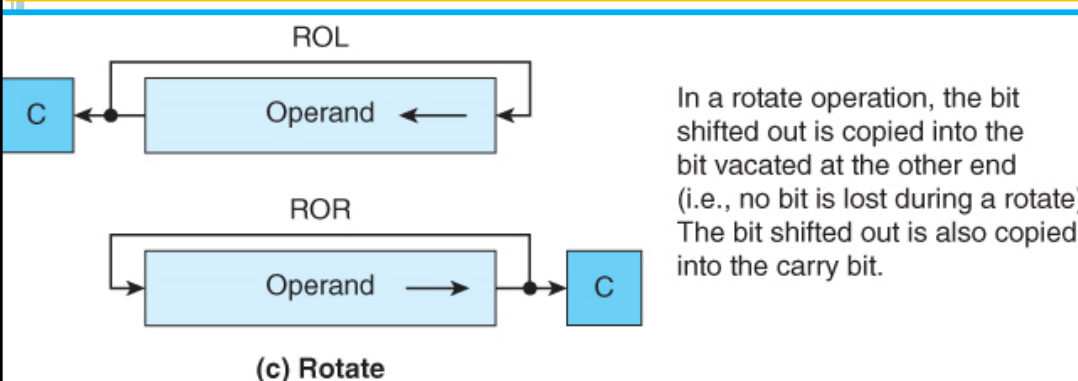 ROL
C
Operand
In a rotate operation, the bit
shifted out is copied into the
bit vacated at the other end
(i.e., no bit is lost during a rotate)
The bit shifted out is also copied
into the carry bit.
ROR
Operand
C
(c) Rotate